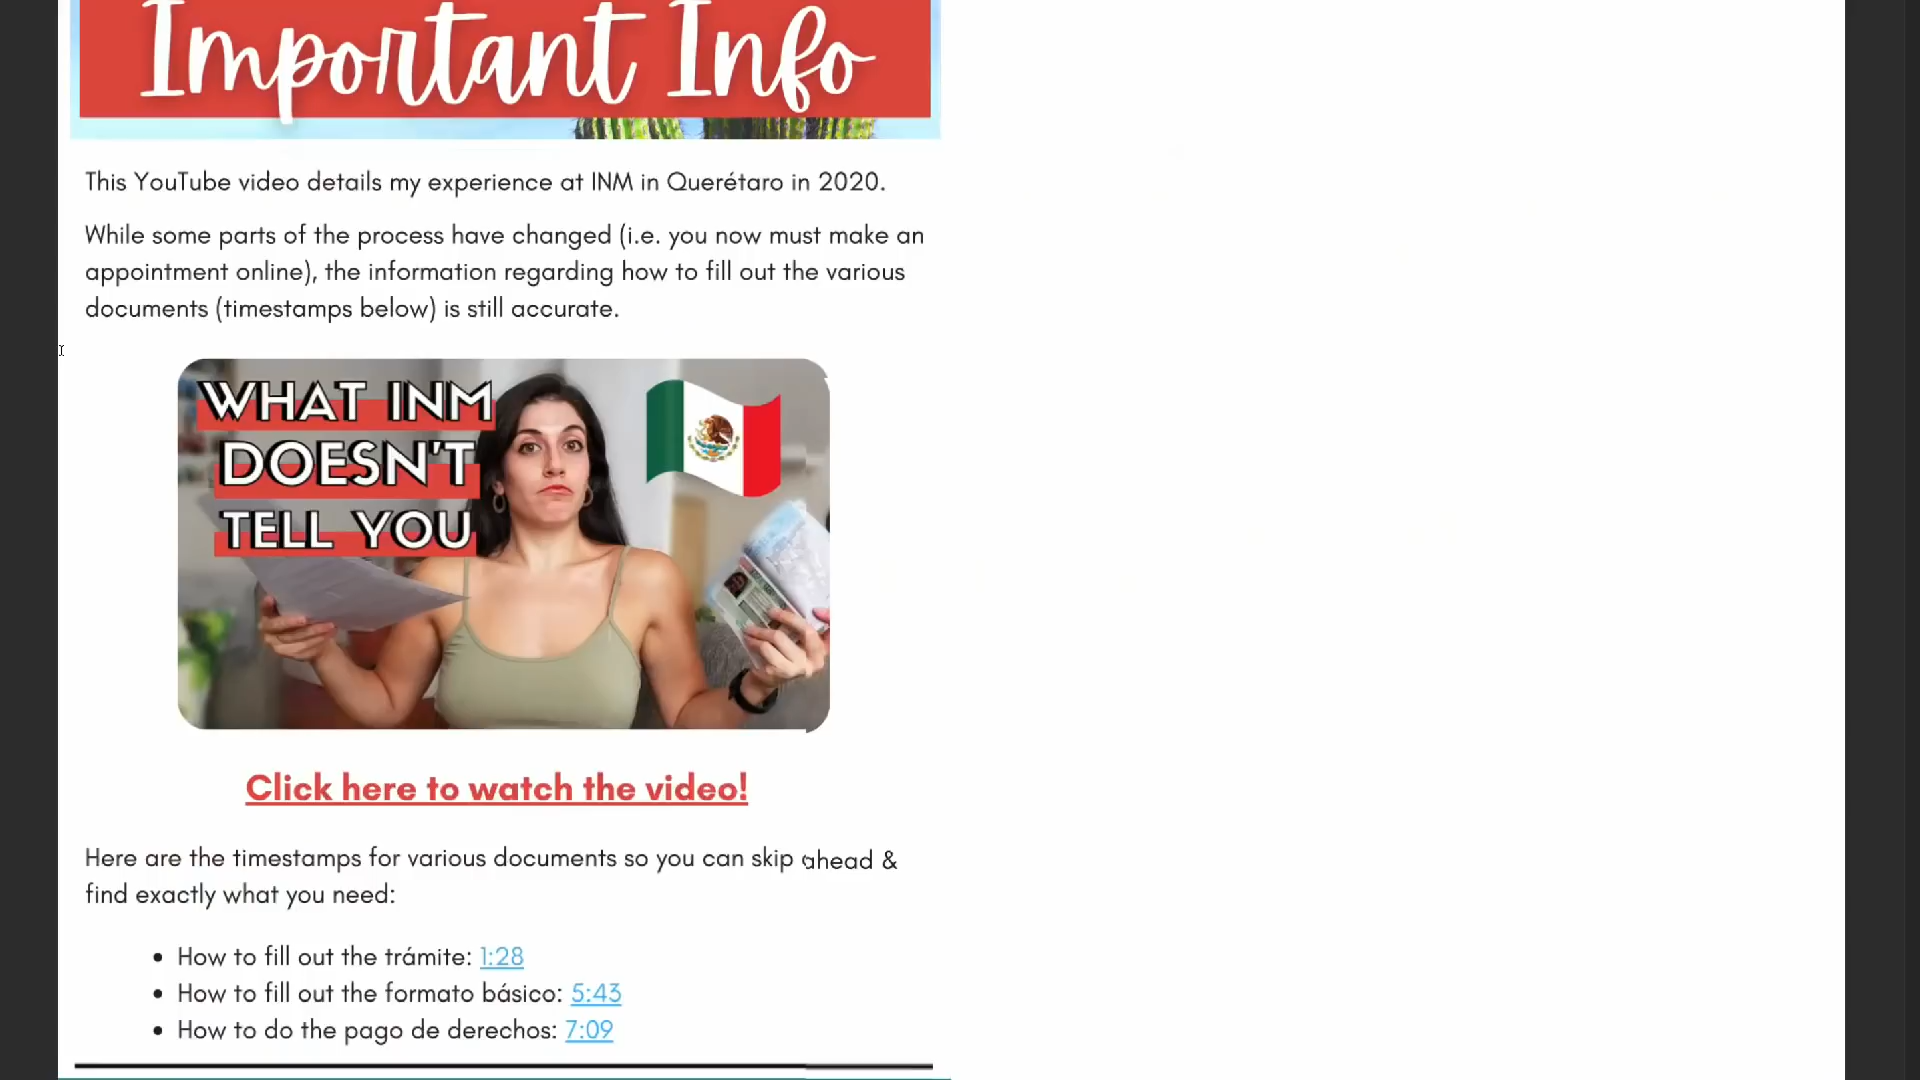 Important Info
This YouTube video details my experience at INM in Querétaro in 2020.
While some parts of the process have changed (i.e. you now must make an
appointment online), the information regarding how to fill out the various
documents (timestamps below) is still accurate.
WHAT INM
DOESN'T
TELL YOU
Click here to watch the video!
Here are the timestamps for various documents so you can skip ahead &
find exactly what you need:
• How to fill out the trámite: 1:28
• How to fill out the formato básico: 5:43
• How to do the pago de derechos: 7:09